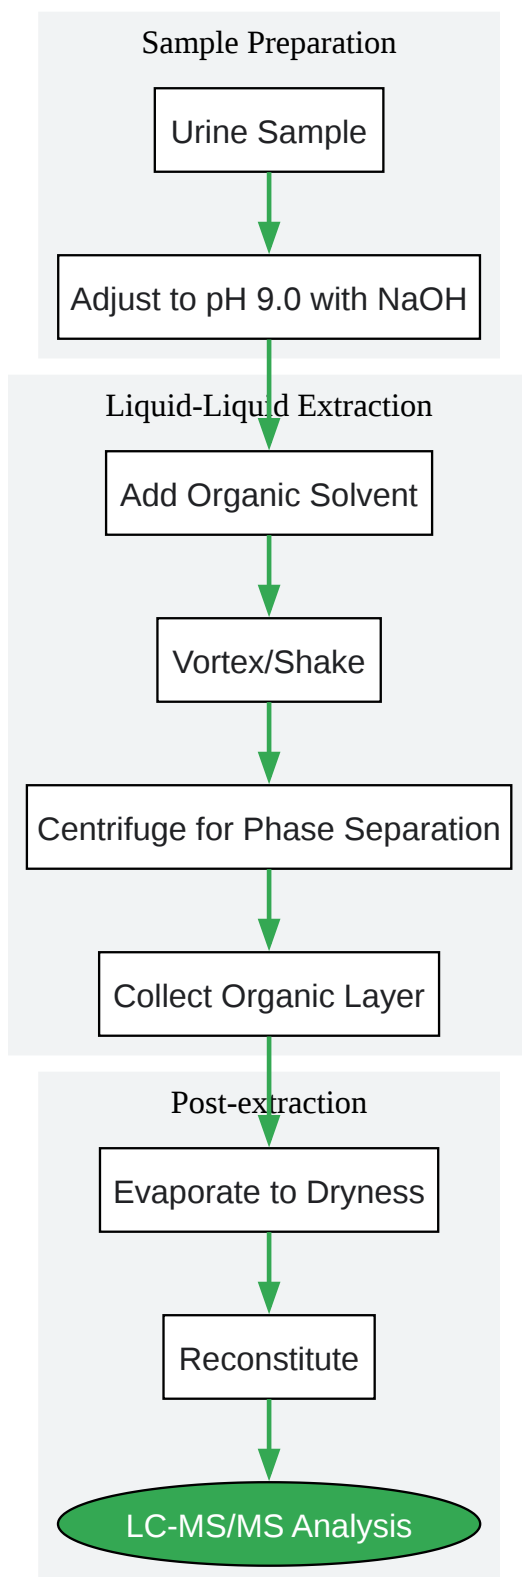 Sample Preparation
Urine Sample
Adjust to pH 9.0 with NaOH
Liquid-Liquid Extraction
Add Organic Solvent
Vortex/Shake
Centrifuge for Phase Separation
Collect Organic Layer
Post-extraction
Evaporate to Dryness
Reconstitute
LC-MS/MS Analysis